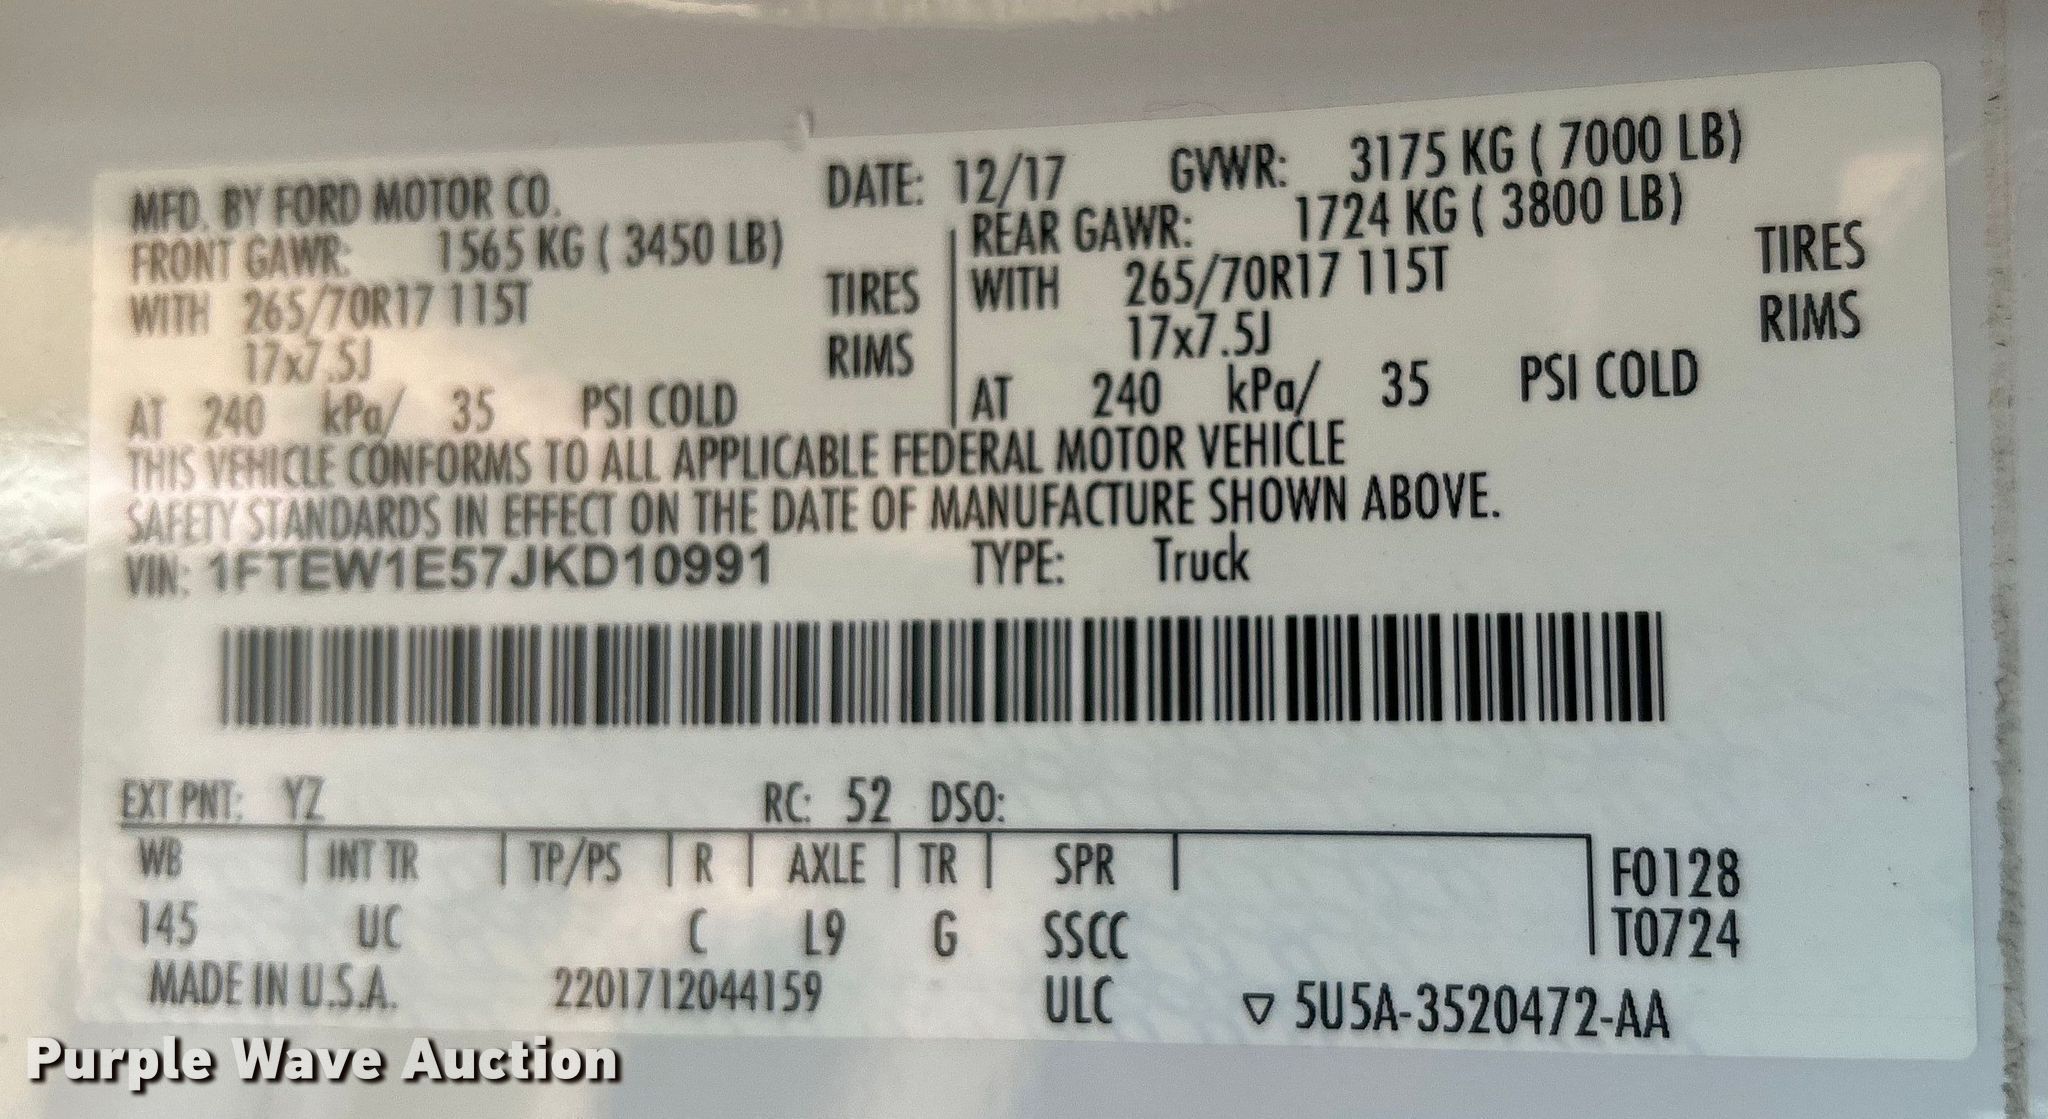 MFD. BY FORD MOTOR CO. DATE: 12/17 GVWR: 3175 KG ( 7000 LB)
FRONT GAWR: 1565 KG ( 3450 LB) REAR GAWR: 1724 KG ( 3800 LB)
WITH 265/70R17 115T TIRES WITH 265/70R17 115T TIRES
17x7.5J RIMS 17x7.5J RIMS
AT 240 kPa/ 35 PSI COLD AT 240 kPa/ 35 PSI COLD
THIS VEHICLE CONFORMS TO ALL APPLICABLE FEDERAL MOTOR VEHICLE
SAFETY STANDARDS IN EFFECT ON THE DATE OF MANUFACTURE SHOWN ABOVE.
VIN: 1FTEW1E57JKD10991 TYPE: Truck
EXT PNT: YZ RC: 52 DSO:
WB INT TR TP/PS R AXLE TR SPR F0128
145 UC C L9 G SSCC T0724
MADE IN U.S.A. 2201712044159 ULC ▽ 5U5A-3520472-AA
Purple Wave Auction